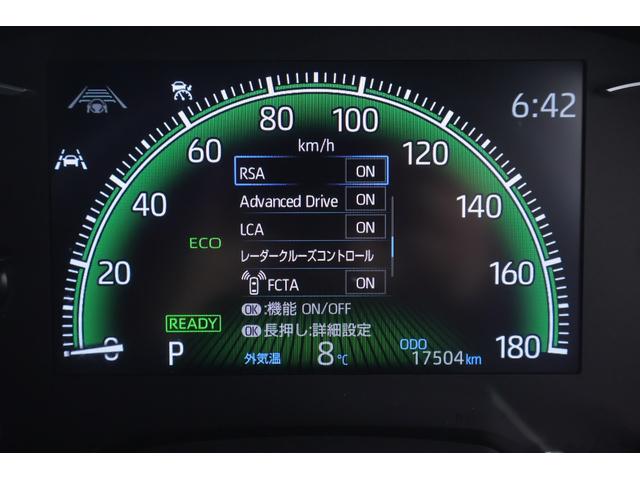 6:42
80 100
60 120
km/h
RSA ON
Advanced Drive ON
40 LCA ON 140
ECO
レーダークルーズコントロール
20 FCTA ON 160
OK:機能 ON/OFF
READY OK長押し:詳細設定
0 P 外気温 8℃ ODO 17504km 180